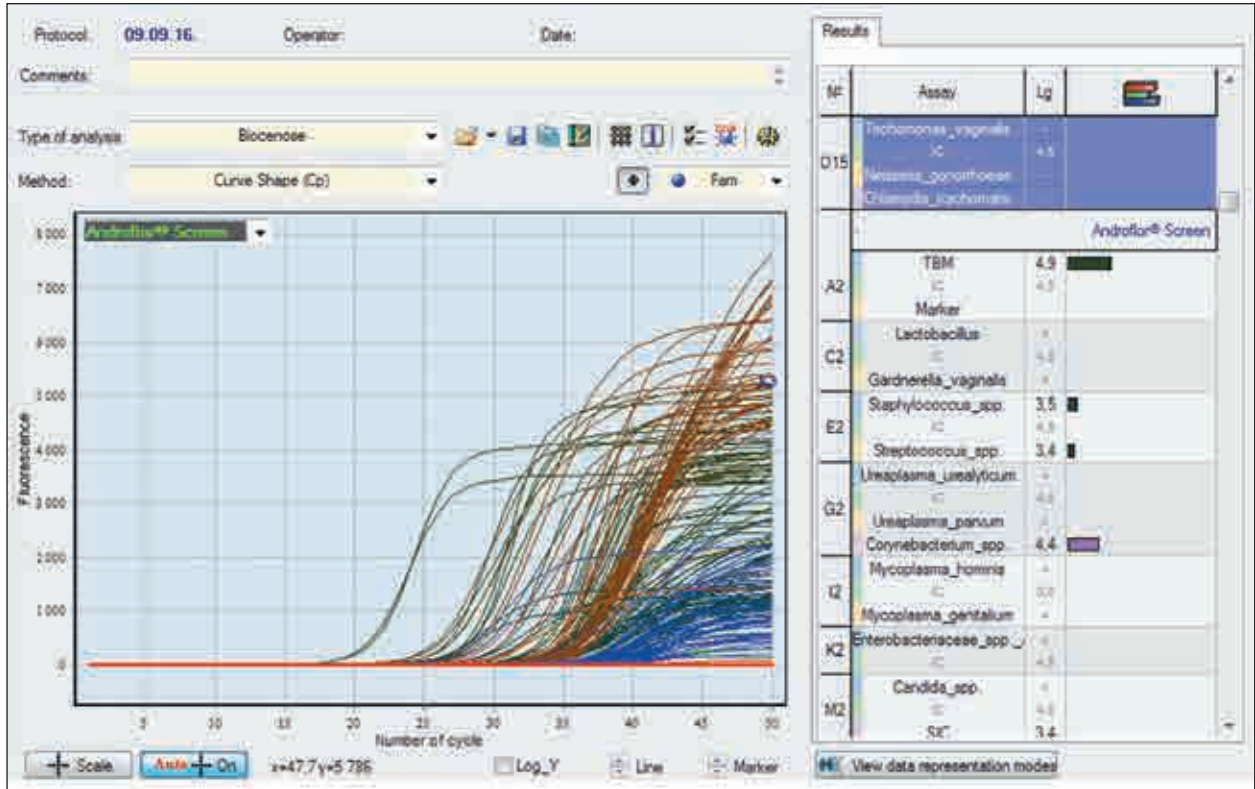 Protocol: 09.09.16. Operator: Date:
Comments:
Type of analysis Biocenose
Method: Curve Shape (Cp) Fam
Androflor® Screen
8 000
7 000
6 000
5 000
4 000
3 000
2 000
1 000
0
Fluorescence
5 10 15 20 25 30 35 40 45 50
Number of cycle
Scale Auto On x=47,7 y=5 786 Log_Y Line Marker
Results
№ Assay Lg
D15
Trichomonas_vaginalis
IC 4.5
Neisseria_gonorrhoeae
Chlamydia_trachomatis
Androflor® Screen
A2
TBM 4.9
IC 4.5
Marker
C2
Lactobacillus
IC
Gardnerella_vaginalis
E2
Staphylococcus_spp. 3.5
IC
Streptococcus_spp. 3.4
G2
Ureaplasma_urealyticum
IC
Ureaplasma_parvum
Corynebacterium_spp. 4.4
I2
Mycoplasma_hominis
IC
Mycoplasma_genitalium
K2
Enterobacteriaceae_spp._
IC
M2
Candida_spp.
IC
SIC 3.4
View data representation modes